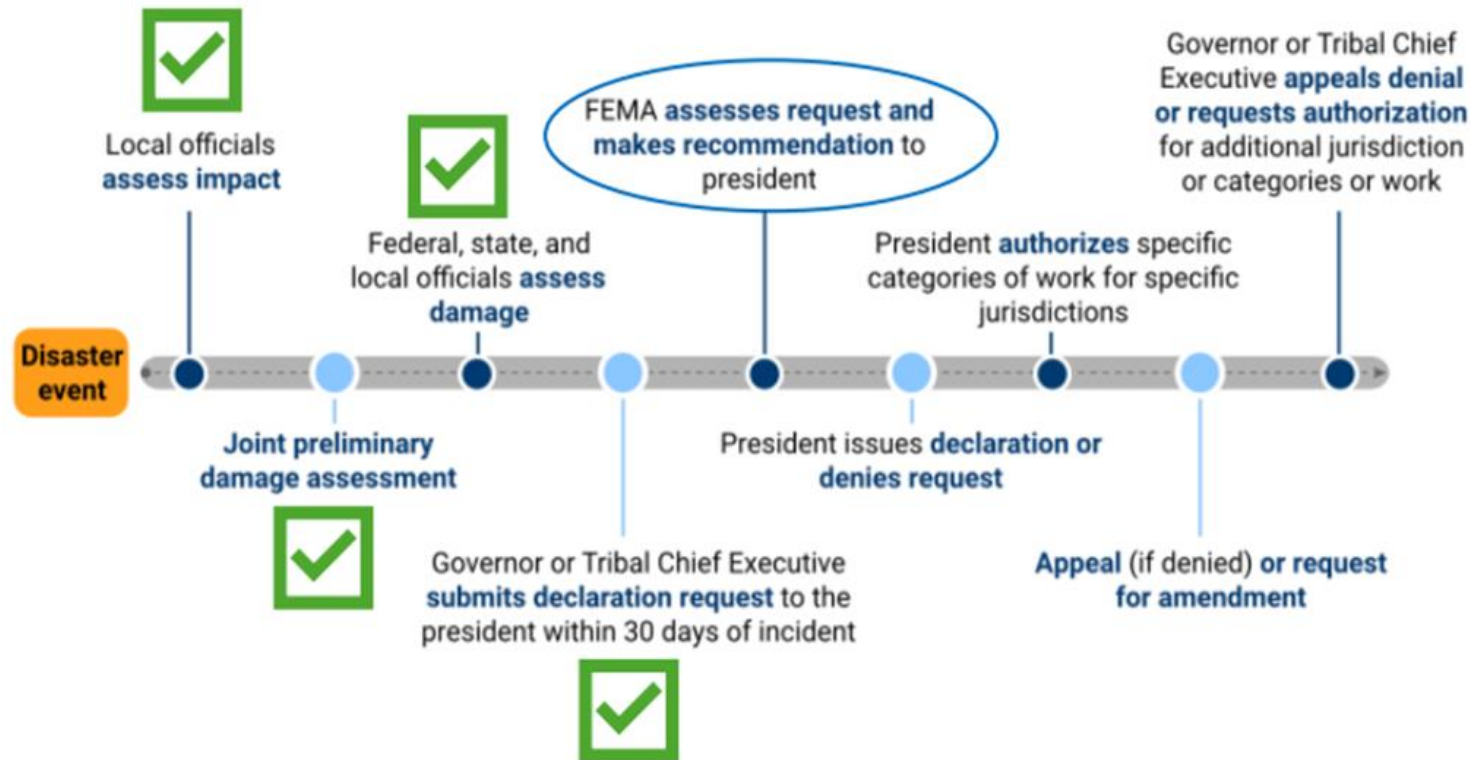 Disaster
event
Local officials
assess impact
Joint preliminary
damage assessment
Federal, state, and
local officials assess
damage
Governor or Tribal Chief Executive
submits declaration request to the
president within 30 days of incident
FEMA assesses request and
makes recommendation to
president
President issues declaration or
denies request
President authorizes specific
categories of work for specific
jurisdictions
Appeal (if denied) or request
for amendment
Governor or Tribal Chief
Executive appeals denial
or requests authorization
for additional jurisdiction
or categories or work